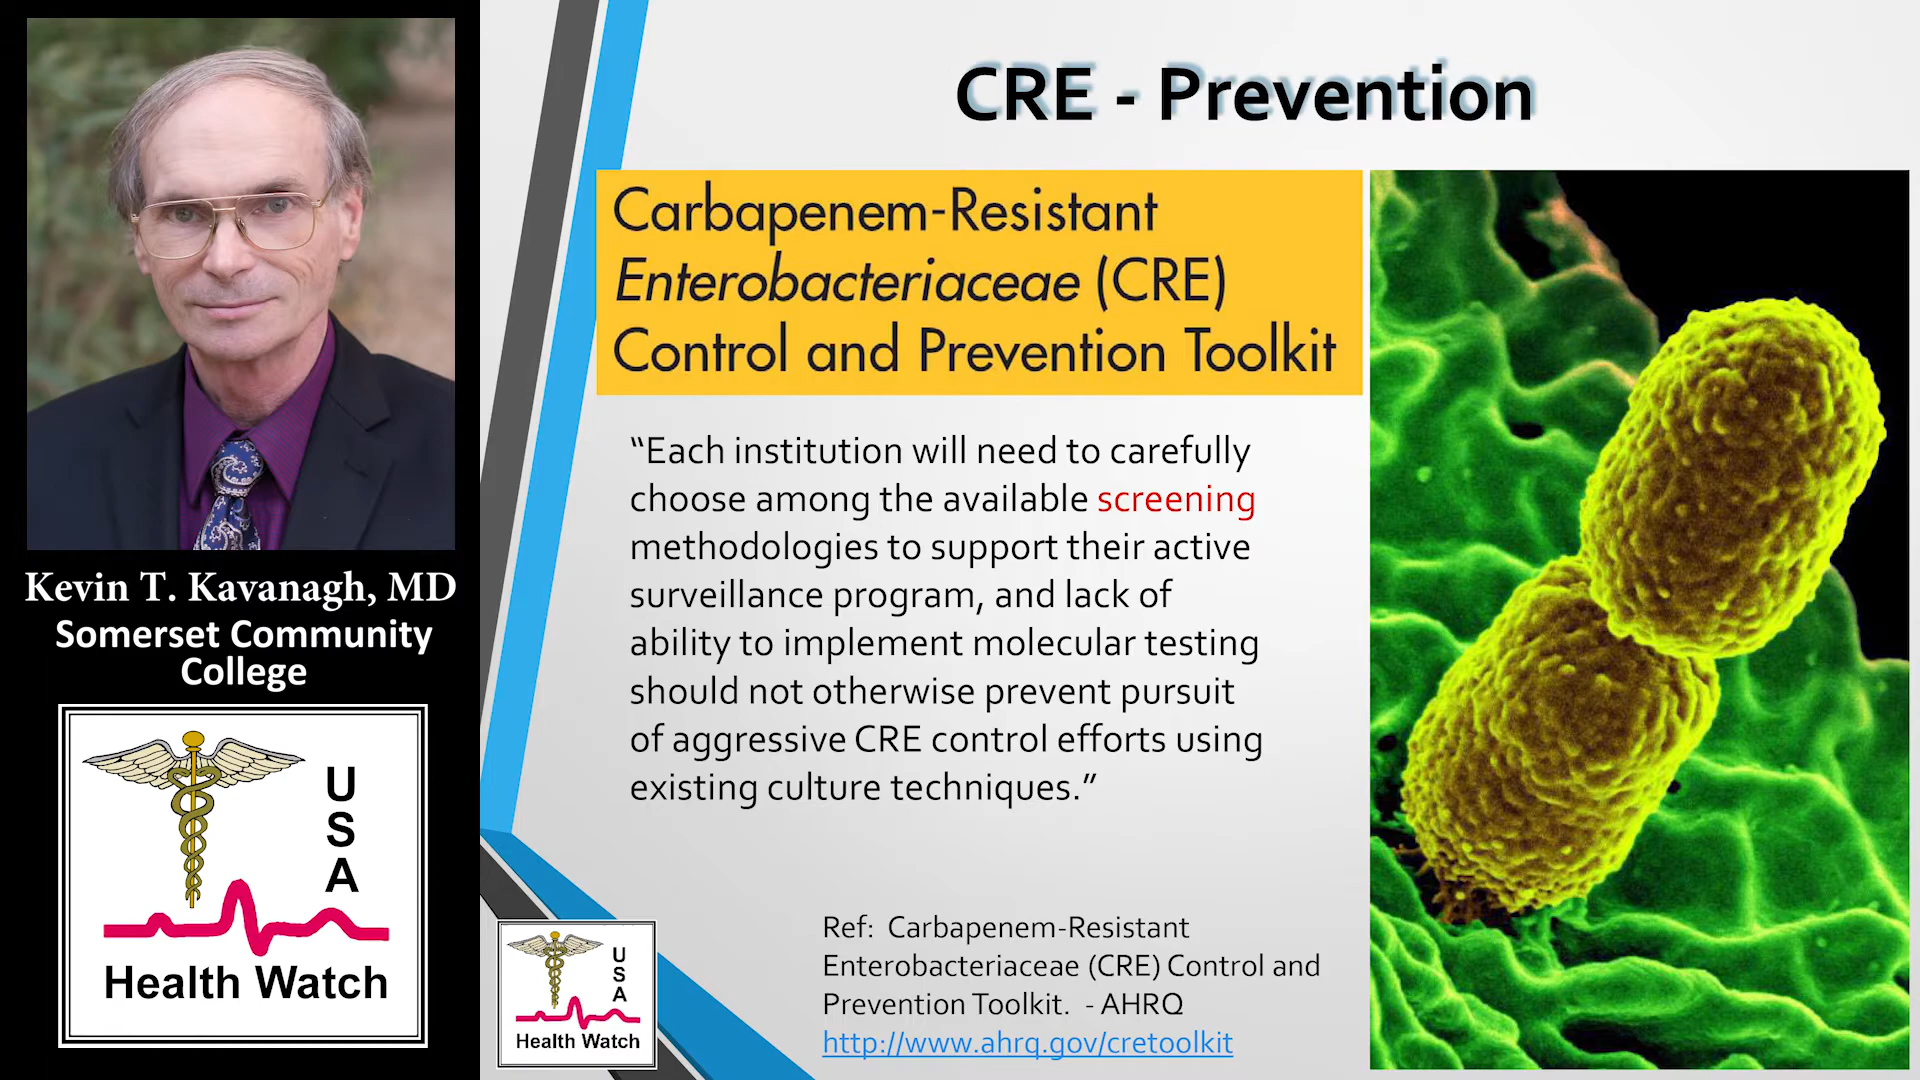 Kevin T. Kavanagh, MD
Somerset Community
College
U
S
A
Health Watch
CRE - Prevention
Carbapenem-Resistant
Enterobacteriaceae (CRE)
Control and Prevention Toolkit
“Each institution will need to carefully
choose among the available screening
methodologies to support their active
surveillance program, and lack of
ability to implement molecular testing
should not otherwise prevent pursuit
of aggressive CRE control efforts using
existing culture techniques.”
U
S
A
Health Watch
Ref:  Carbapenem-Resistant
Enterobacteriaceae (CRE) Control and
Prevention Toolkit.  - AHRQ
http://www.ahrq.gov/cretoolkit